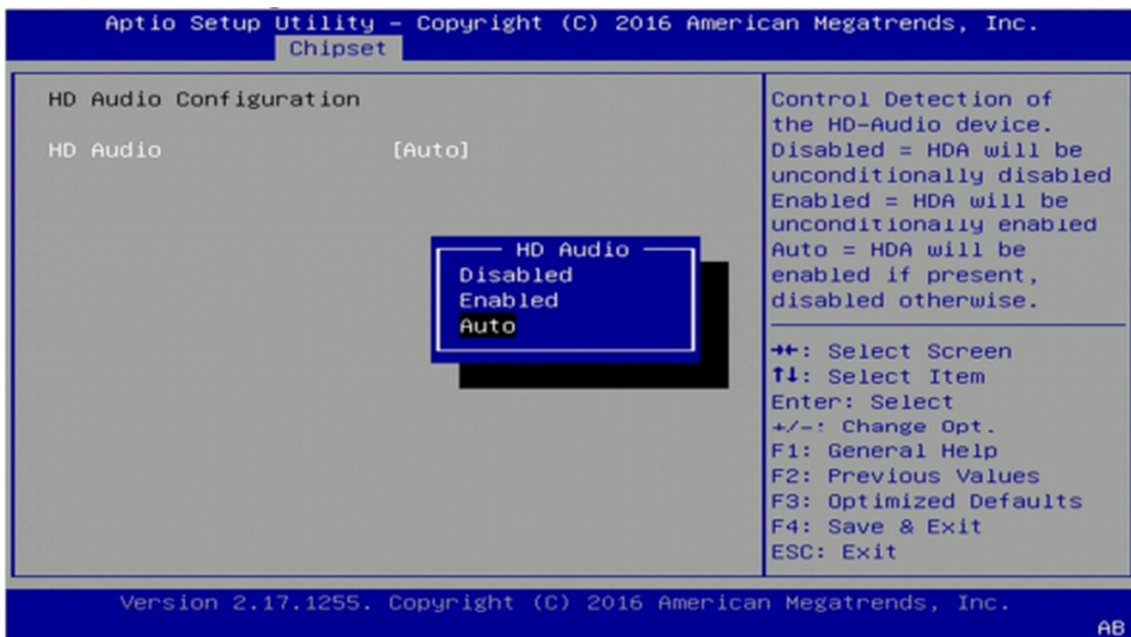 Aptio Setup Utility – Copyright (C) 2016 American Megatrends, Inc.
Chipset
HD Audio Configuration
HD Audio [Auto]
HD Audio
Disabled
Enabled
Auto
Control Detection of
the HD-Audio device.
Disabled = HDA will be
unconditionally disabled
Enabled = HDA will be
unconditionally enabled
Auto = HDA will be
enabled if present,
disabled otherwise.
→←: Select Screen
↑↓: Select Item
Enter: Select
+/-: Change Opt.
F1: General Help
F2: Previous Values
F3: Optimized Defaults
F4: Save & Exit
ESC: Exit
Version 2.17.1255. Copyright (C) 2016 American Megatrends, Inc.
AB